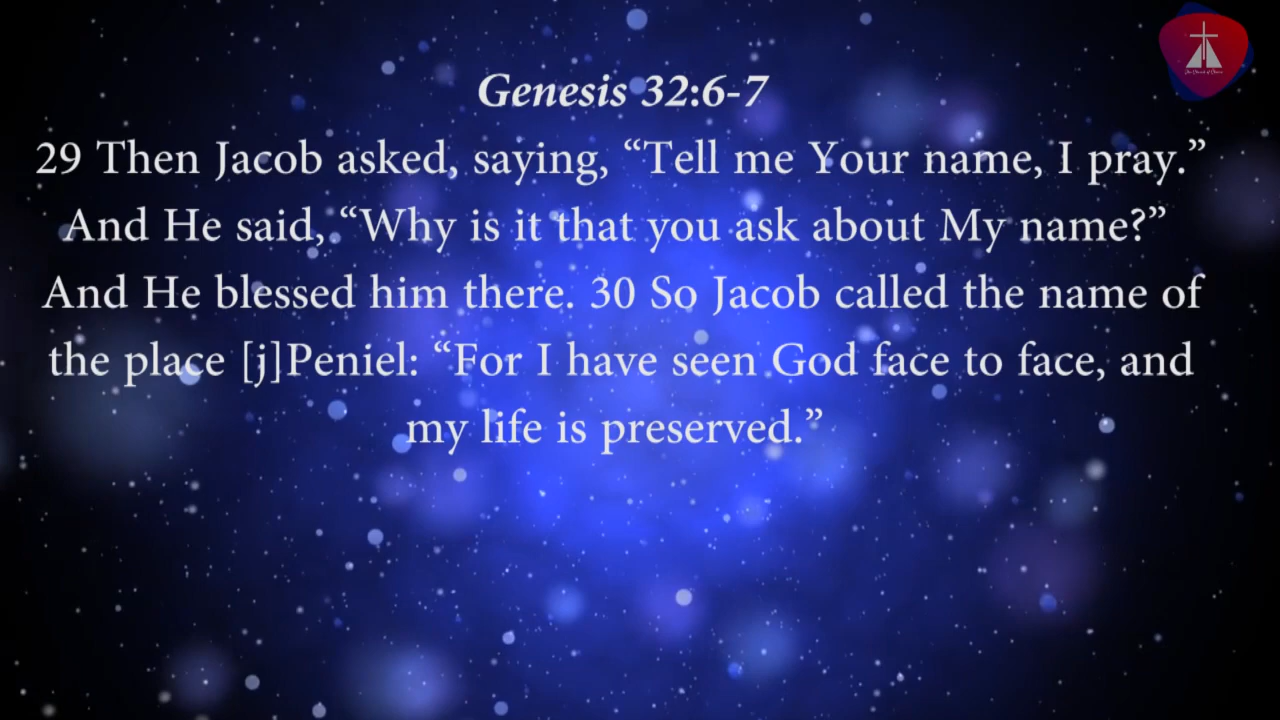 Genesis 32:6-7
29 Then Jacob asked, saying, “Tell me Your name, I pray.”
And He said, “Why is it that you ask about My name?”
And He blessed him there. 30 So Jacob called the name of
the place [j]Peniel: “For I have seen God face to face, and
my life is preserved.”